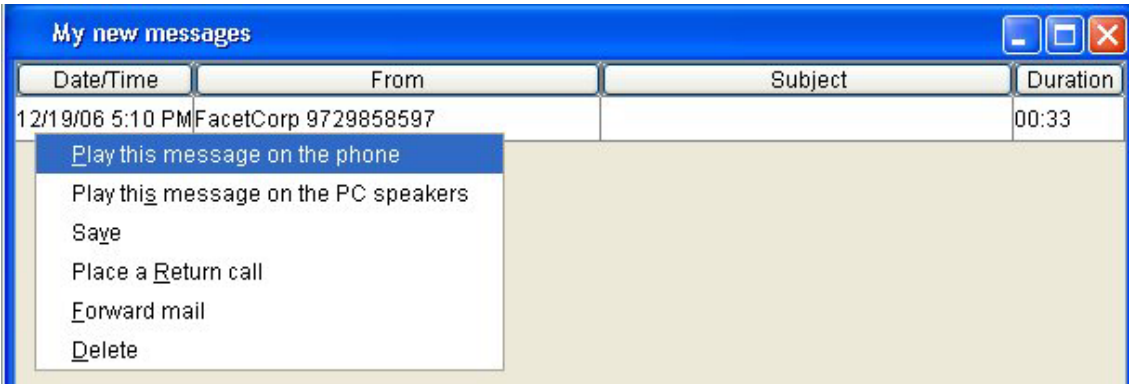 My new messages
Date/Time From Subject Duration
12/19/06 5:10 PM FacetCorp 9729858597 00:33
Play this message on the phone
Play this message on the PC speakers
Save
Place a Return call
Forward mail
Delete